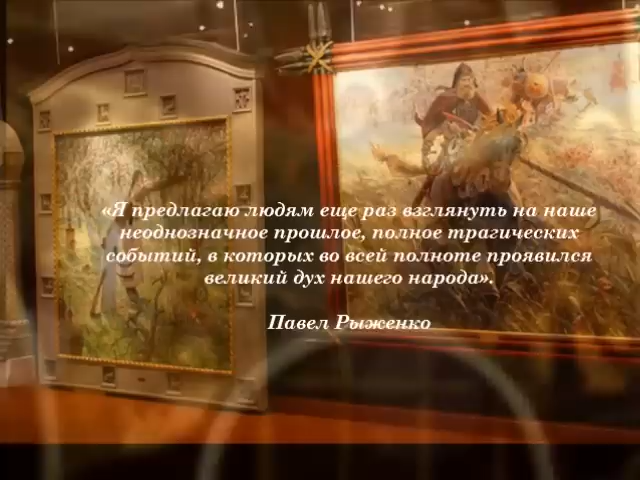 «Я предлагаю людям еще раз взглянуть на наше
неоднозначное прошлое, полное трагических
событий, в которых во всей полноте проявился
великий дух нашего народа».
Павел Рыженко